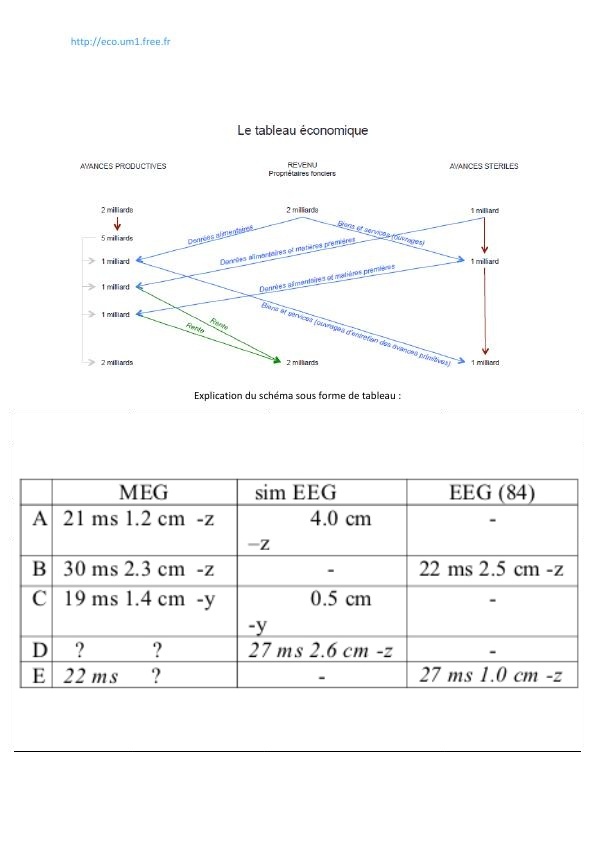 http://eco.um1.free.fr
Le tableau économique
AVANCES PRODUCTIVES
REVENU
Propriétaires fonciers
AVANCES STERILES
2 milliards
2 milliards
1 milliard
Denrées alimentaires
Biens et services (ouvrages)
5 milliards
Denrées alimentaires et matières premières
1 milliard
1 milliard
Denrées alimentaires et matières premières
1 milliard
Biens et services (ouvrages d'entretien des avances primitives)
1 milliard
Rente
Rente
2 milliards
2 milliards
1 milliard
Explication du schéma sous forme de tableau :
MEG sim EEG EEG (84)
A 21 ms 1.2 cm -z 4.0 cm -
–z
B 30 ms 2.3 cm -z - 22 ms 2.5 cm -z
C 19 ms 1.4 cm -y 0.5 cm -
-y
D ? ? 27 ms 2.6 cm -z -
E 22 ms ? - 27 ms 1.0 cm -z